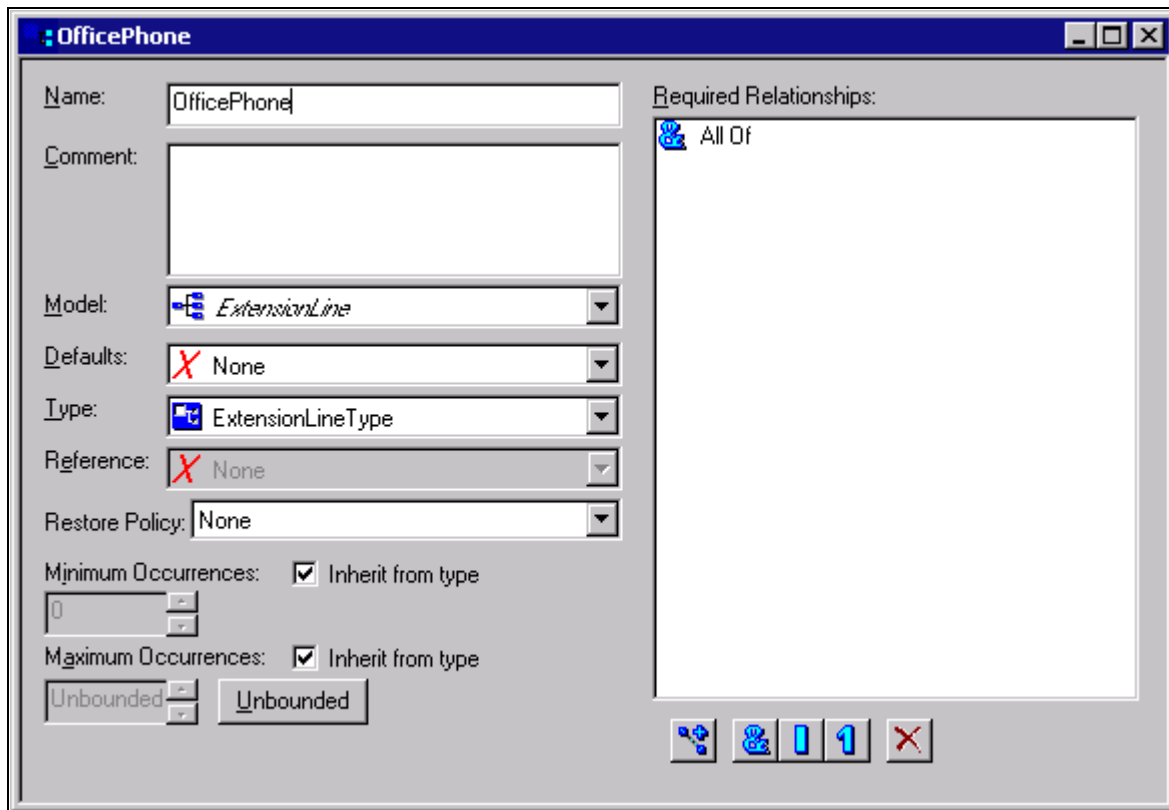 OfficePhone
Name:
OfficePhone
Comment:
Model:
ExtensionLine
Defaults:
None
Type:
ExtensionLineType
Reference:
None
Restore Policy:
None
Minimum Occurrences:
Inherit from type
0
Maximum Occurrences:
Inherit from type
Unbounded
Unbounded
Required Relationships:
All Of